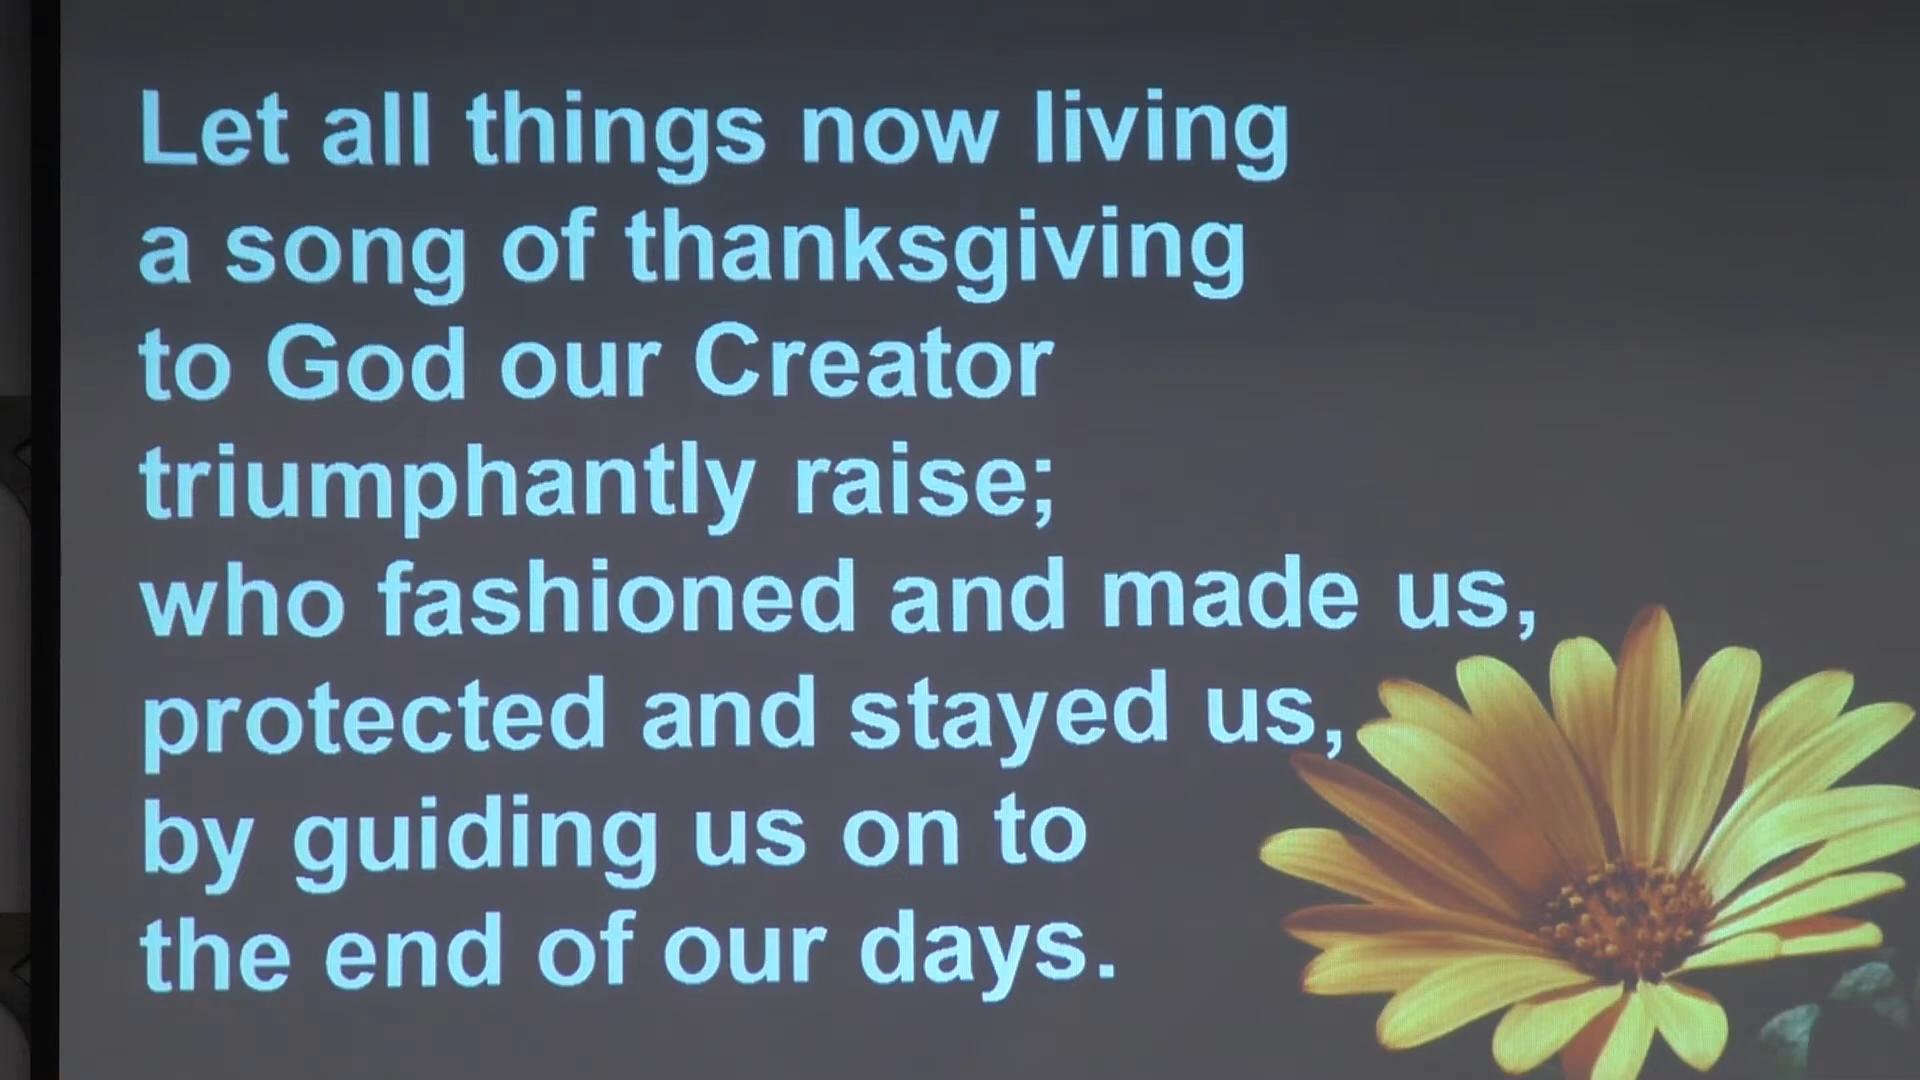 Let all things now living
a song of thanksgiving
to God our Creator
triumphantly raise;
who fashioned and made us,
protected and stayed us,
by guiding us on to
the end of our days.